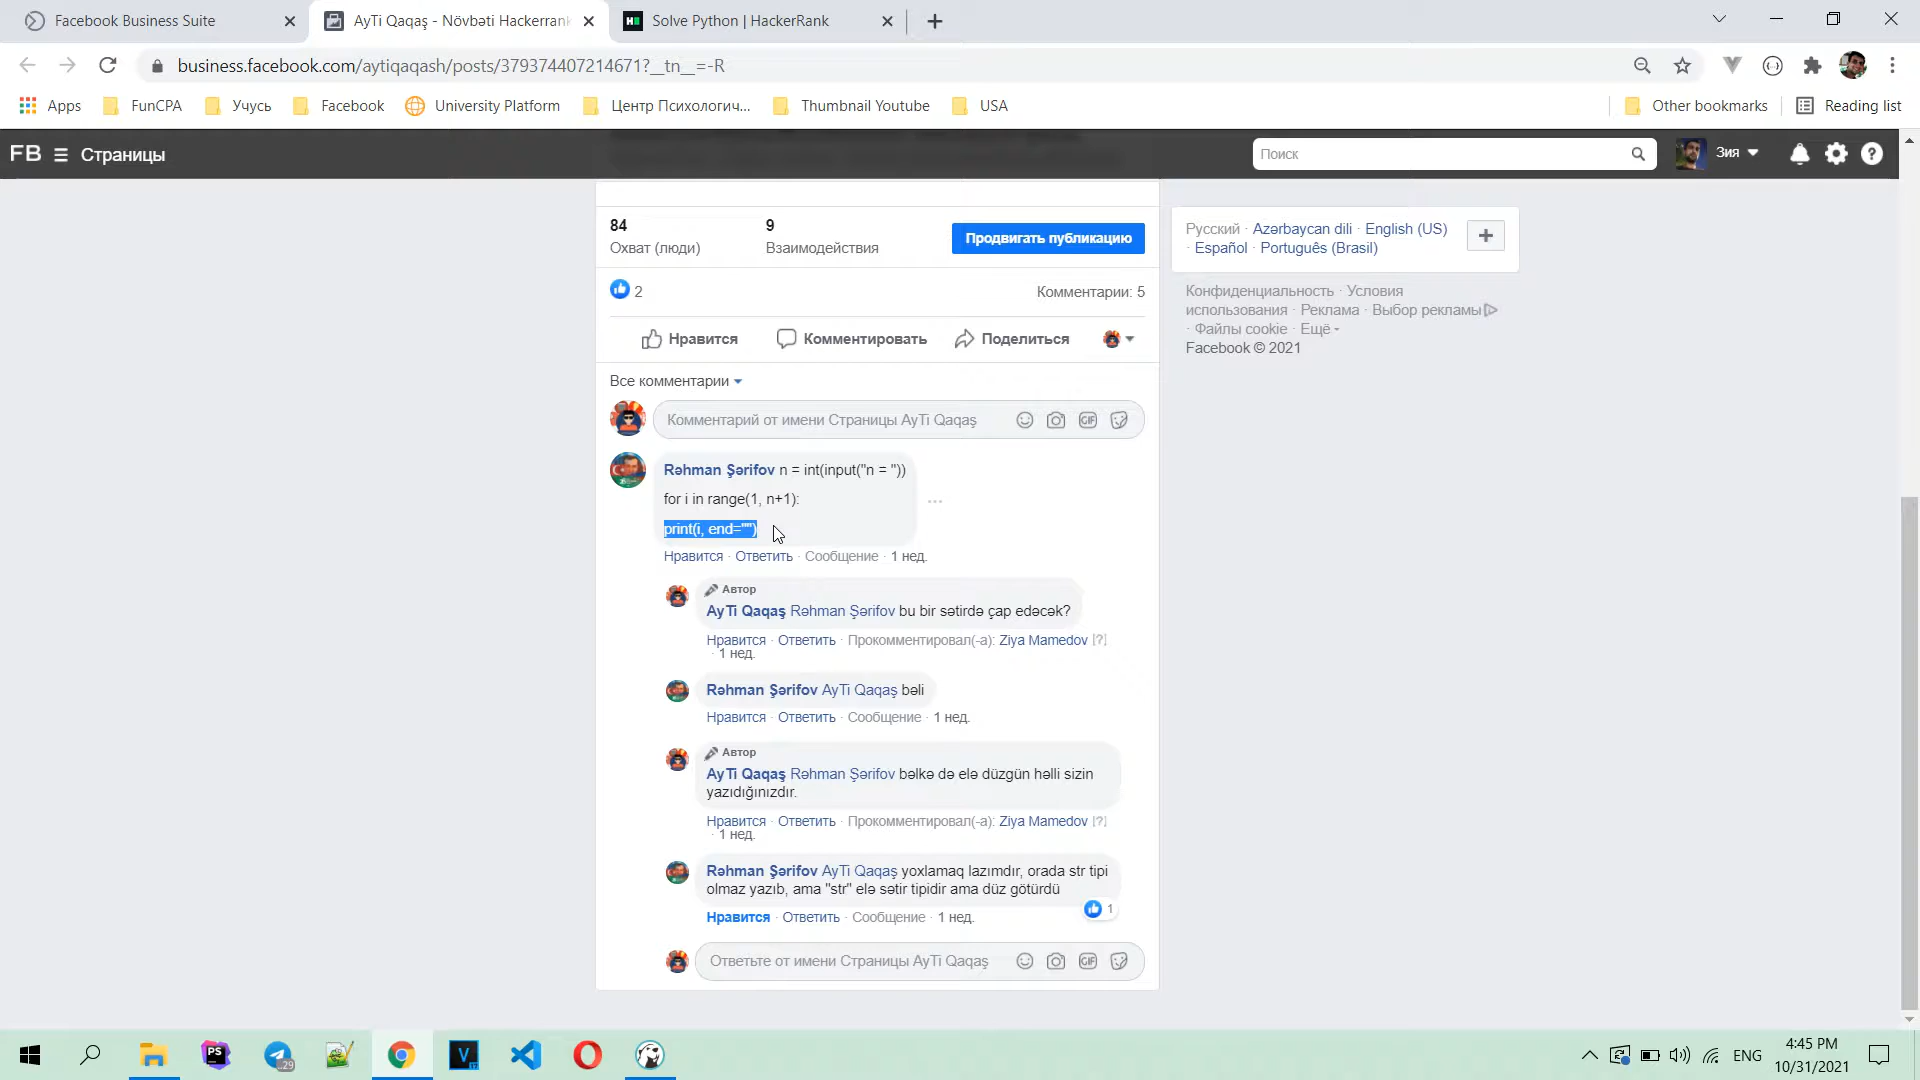 Facebook Business Suite
AyTi Qaqaş - Növbəti Hackerrank
Solve Python | HackerRank
business.facebook.com/aytiqaqash/posts/379374407214671?__tn__=-R
Apps
FunCPA
Учусь
Facebook
University Platform
Центр Психологич...
Thumbnail Youtube
USA
Other bookmarks
Reading list
FB
Страницы
Поиск
Зия
84
Охват (люди)
9
Взаимодействия
Продвигать публикацию
2
Комментарии: 5
Нравится
Комментировать
Поделиться
Все комментарии
Комментарий от имени Страницы AyTi Qaqaş
Rəhman Şərifov n = int(input("n = "))
for i in range(1, n+1):
print(i, end="")
Нравится · Ответить · Сообщение · 1 нед.
Автор
AyTi Qaqaş Rəhman Şərifov bu bir sətirdə çap edəcək?
Нравится · Ответить · Прокомментировал(-а): Ziya Mamedov [?]
· 1 нед.
Rəhman Şərifov AyTi Qaqaş bəli
Нравится · Ответить · Сообщение · 1 нед.
Автор
AyTi Qaqaş Rəhman Şərifov bəlkə də elə düzgün həlli sizin
yazıdığınızdır.
Нравится · Ответить · Прокомментировал(-а): Ziya Mamedov [?]
· 1 нед.
Rəhman Şərifov AyTi Qaqaş yoxlamaq lazımdır, orada str tipi
olmaz yazıb, ama "str" elə sətir tipidir ama düz götürdü
1
Нравится · Ответить · Сообщение · 1 нед.
Ответьте от имени Страницы AyTi Qaqaş
Русский · Azərbaycan dili · English (US)
· Español · Português (Brasil)
Конфиденциальность · Условия
использования · Реклама · Выбор рекламы
· Файлы cookie · Ещё
Facebook © 2021
PS
29
V
ENG
4:45 PM
10/31/2021